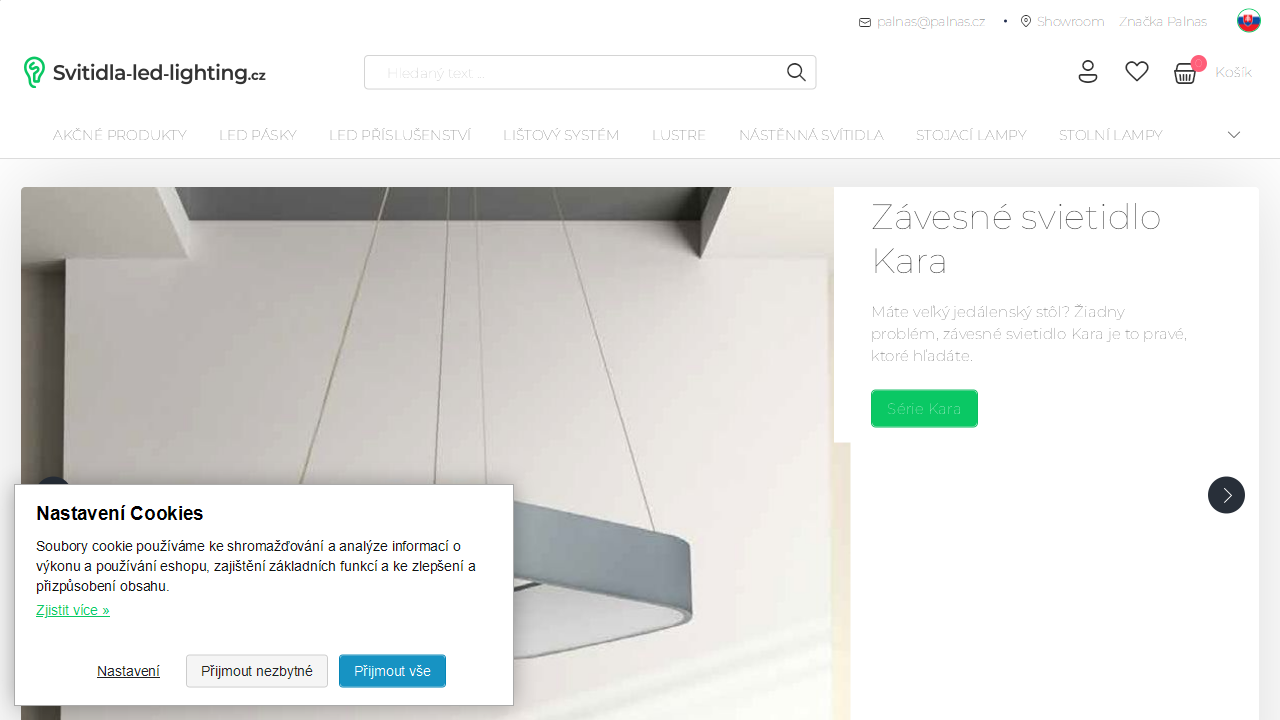 palnas@palnas.cz • Showroom Značka Palnas
Svitidla-led-lighting.cz
Hledaný text ...
Košík
AKČNÉ PRODUKTY LED PÁSKY LED PŘÍSLUŠENSTVÍ LIŠTOVÝ SYSTÉM LUSTRE NÁSTĚNNÁ SVÍTIDLA STOJACÍ LAMPY STOLNÍ LAMPY
Závesné svietidlo
Kara
Máte veľký jedálenský stôl? Žiadny
problém, závesné svietidlo Kara je to pravé,
ktoré hľadáte.
Série Kara
Nastavení Cookies
Soubory cookie používáme ke shromažďování a analýze informací o
výkonu a používání eshopu, zajištění základních funkcí a ke zlepšení a
přizpůsobení obsahu.
Zjistit více »
Nastavení Přijmout nezbytné Přijmout vše